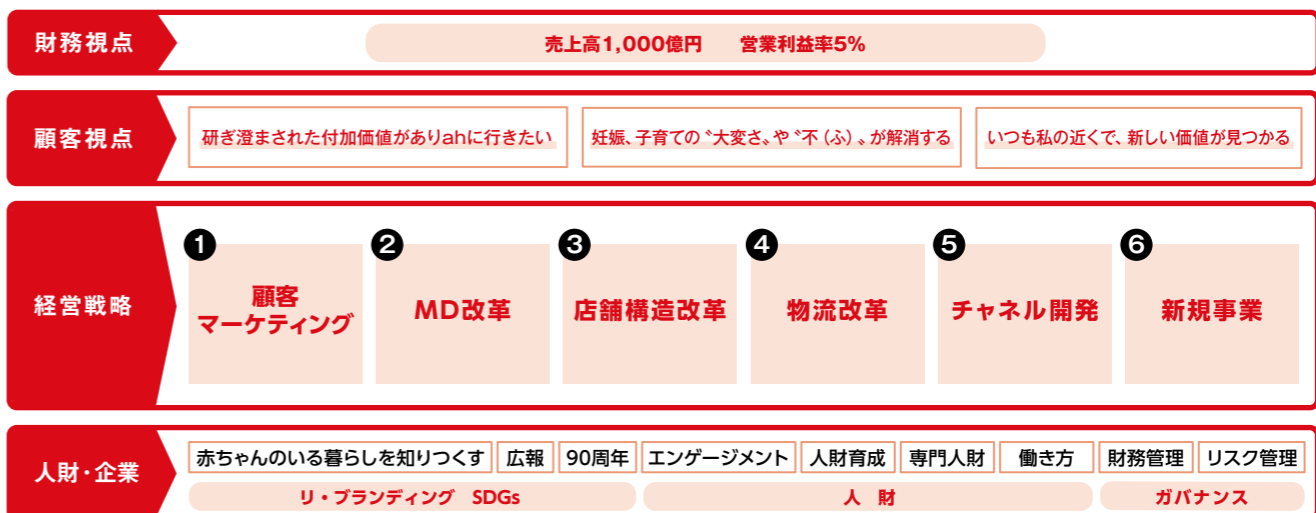 財務視点
売上高1,000億円　営業利益率5%
顧客視点
研ぎ澄まされた付加価値がありahに行きたい
妊娠、子育ての〝大変さ〟や〝不(ふ)〟が解消する
いつも私の近くで、新しい価値が見つかる
経営戦略
❶
顧客
マーケティング
❷
MD改革
❸
店舗構造改革
❹
物流改革
❺
チャネル開発
❻
新規事業
人財・企業
赤ちゃんのいる暮らしを知りつくす
広報
90周年
エンゲージメント
人財育成
専門人財
働き方
財務管理
リスク管理
リ・ブランディング　SDGs
人　財
ガバナンス